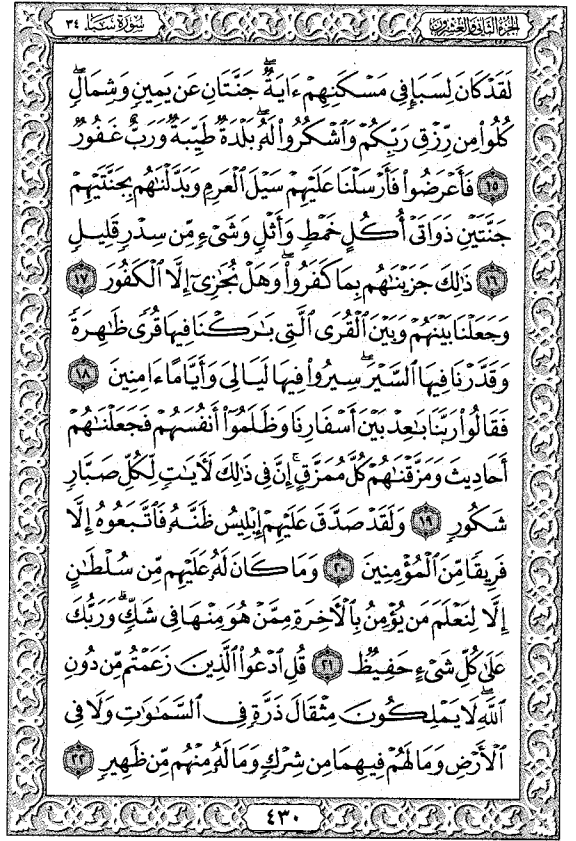 سورة سبأ ٣٤
الجزء الثاني والعشرون
لَقَدْ كَانَ لِسَبَإٍ فِي مَسْكَنِهِمْ ءَايَةٌ ۖ جَنَّتَانِ عَن يَمِينٍ وَشِمَالٍ ۖ
كُلُوا۟ مِن رِّزْقِ رَبِّكُمْ وَٱشْكُرُوا۟ لَهُۥ ۚ بَلْدَةٌ طَيِّبَةٌ وَرَبٌّ غَفُورٌ
١٥ فَأَعْرَضُوا۟ فَأَرْسَلْنَا عَلَيْهِمْ سَيْلَ ٱلْعَرِمِ وَبَدَّلْنَٰهُم بِجَنَّتَيْهِمْ
جَنَّتَيْنِ ذَوَاتَىْ أُكُلٍ خَمْطٍ وَأَثْلٍ وَشَىْءٍ مِّن سِدْرٍ قَلِيلٍ
١٦ ذَٰلِكَ جَزَيْنَٰهُم بِمَا كَفَرُوا۟ ۖ وَهَلْ نُجَٰزِىٓ إِلَّا ٱلْكَفُورَ ١٧
وَجَعَلْنَا بَيْنَهُمْ وَبَيْنَ ٱلْقُرَى ٱلَّتِى بَٰرَكْنَا فِيهَا قُرًى ظَٰهِرَةً
وَقَدَّرْنَا فِيهَا ٱلسَّيْرَ ۖ سِيرُوا۟ فِيهَا لَيَالِىَ وَأَيَّامًا ءَامِنِينَ ١٨
فَقَالُوا۟ رَبَّنَا بَٰعِدْ بَيْنَ أَسْفَارِنَا وَظَلَمُوٓا۟ أَنفُسَهُمْ فَجَعَلْنَٰهُمْ
أَحَادِيثَ وَمَزَّقْنَٰهُمْ كُلَّ مُمَزَّقٍ ۚ إِنَّ فِى ذَٰلِكَ لَءَايَٰتٍ لِّكُلِّ صَبَّارٍ
شَكُورٍ ١٩ وَلَقَدْ صَدَّقَ عَلَيْهِمْ إِبْلِيسُ ظَنَّهُۥ فَٱتَّبَعُوهُ إِلَّا
فَرِيقًا مِّنَ ٱلْمُؤْمِنِينَ ٢٠ وَمَا كَانَ لَهُۥ عَلَيْهِم مِّن سُلْطَٰنٍ
إِلَّا لِنَعْلَمَ مَن يُؤْمِنُ بِٱلْءَاخِرَةِ مِمَّنْ هُوَ مِنْهَا فِى شَكٍّ ۗ وَرَبُّكَ
عَلَىٰ كُلِّ شَىْءٍ حَفِيظٌ ٢١ قُلِ ٱدْعُوا۟ ٱلَّذِينَ زَعَمْتُم مِّن دُونِ
ٱللَّهِ ۖ لَا يَمْلِكُونَ مِثْقَالَ ذَرَّةٍ فِى ٱلسَّمَٰوَٰتِ وَلَا فِى
ٱلْأَرْضِ وَمَا لَهُمْ فِيهِمَا مِن شِرْكٍ وَمَا لَهُۥ مِنْهُم مِّن ظَهِيرٍ ٢٢
٤٣٠